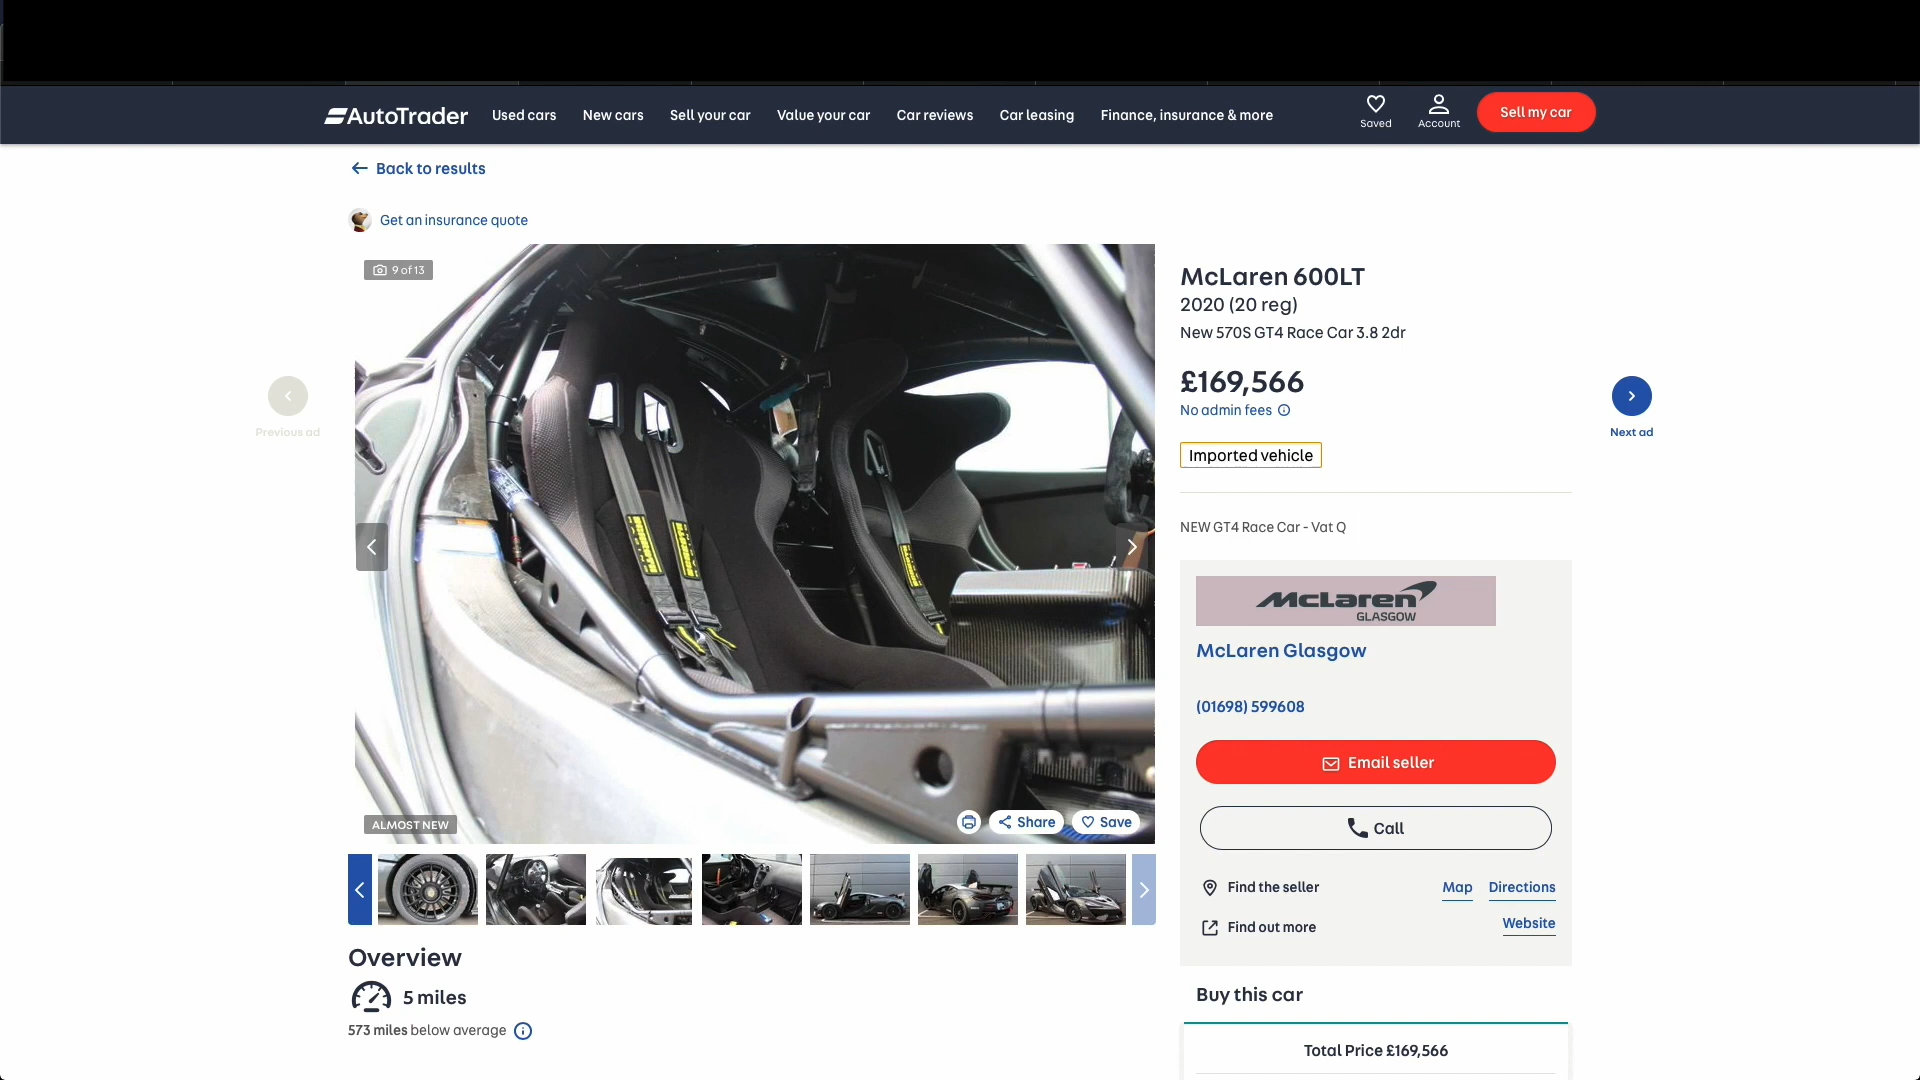 AutoTrader
Used cars
New cars
Sell your car
Value your car
Car reviews
Car leasing
Finance, insurance & more
Saved
Account
Sell my car
Back to results
Get an insurance quote
9 of 13
Previous ad
ALMOST NEW
Share
Save
McLaren 600LT
2020 (20 reg)
New 570S GT4 Race Car 3.8 2dr
£169,566
No admin fees
Imported vehicle
Next ad
NEW GT4 Race Car - Vat Q
McLaren
GLASGOW
McLaren Glasgow
(01698) 599608
Email seller
Call
Find the seller
Map
Directions
Find out more
Website
Buy this car
Total Price £169,566
Overview
5 miles
573 miles below average